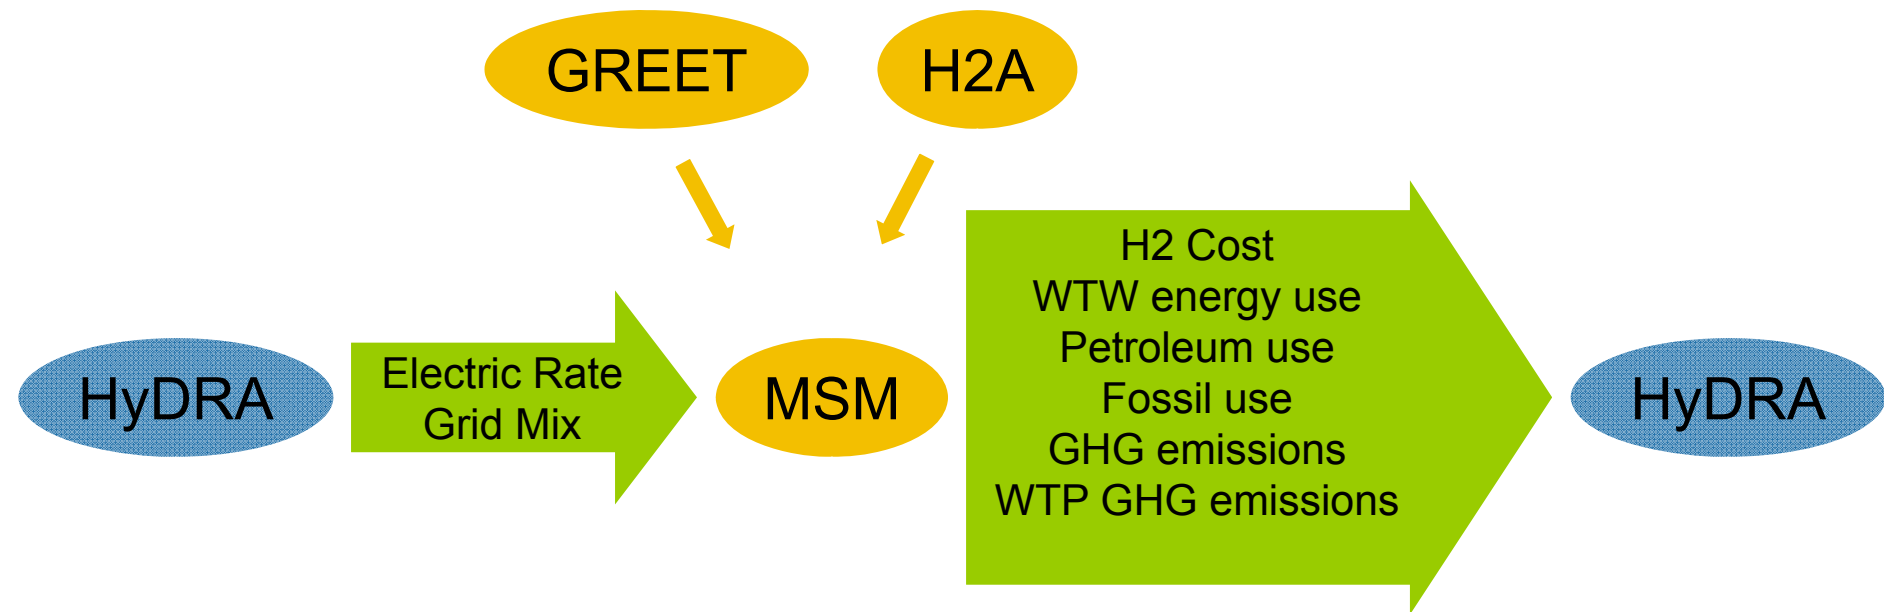 GREET
H2A
HyDRA
Electric Rate
Grid Mix
MSM
H2 Cost
WTW energy use
Petroleum use
Fossil use
GHG emissions
WTP GHG emissions
HyDRA